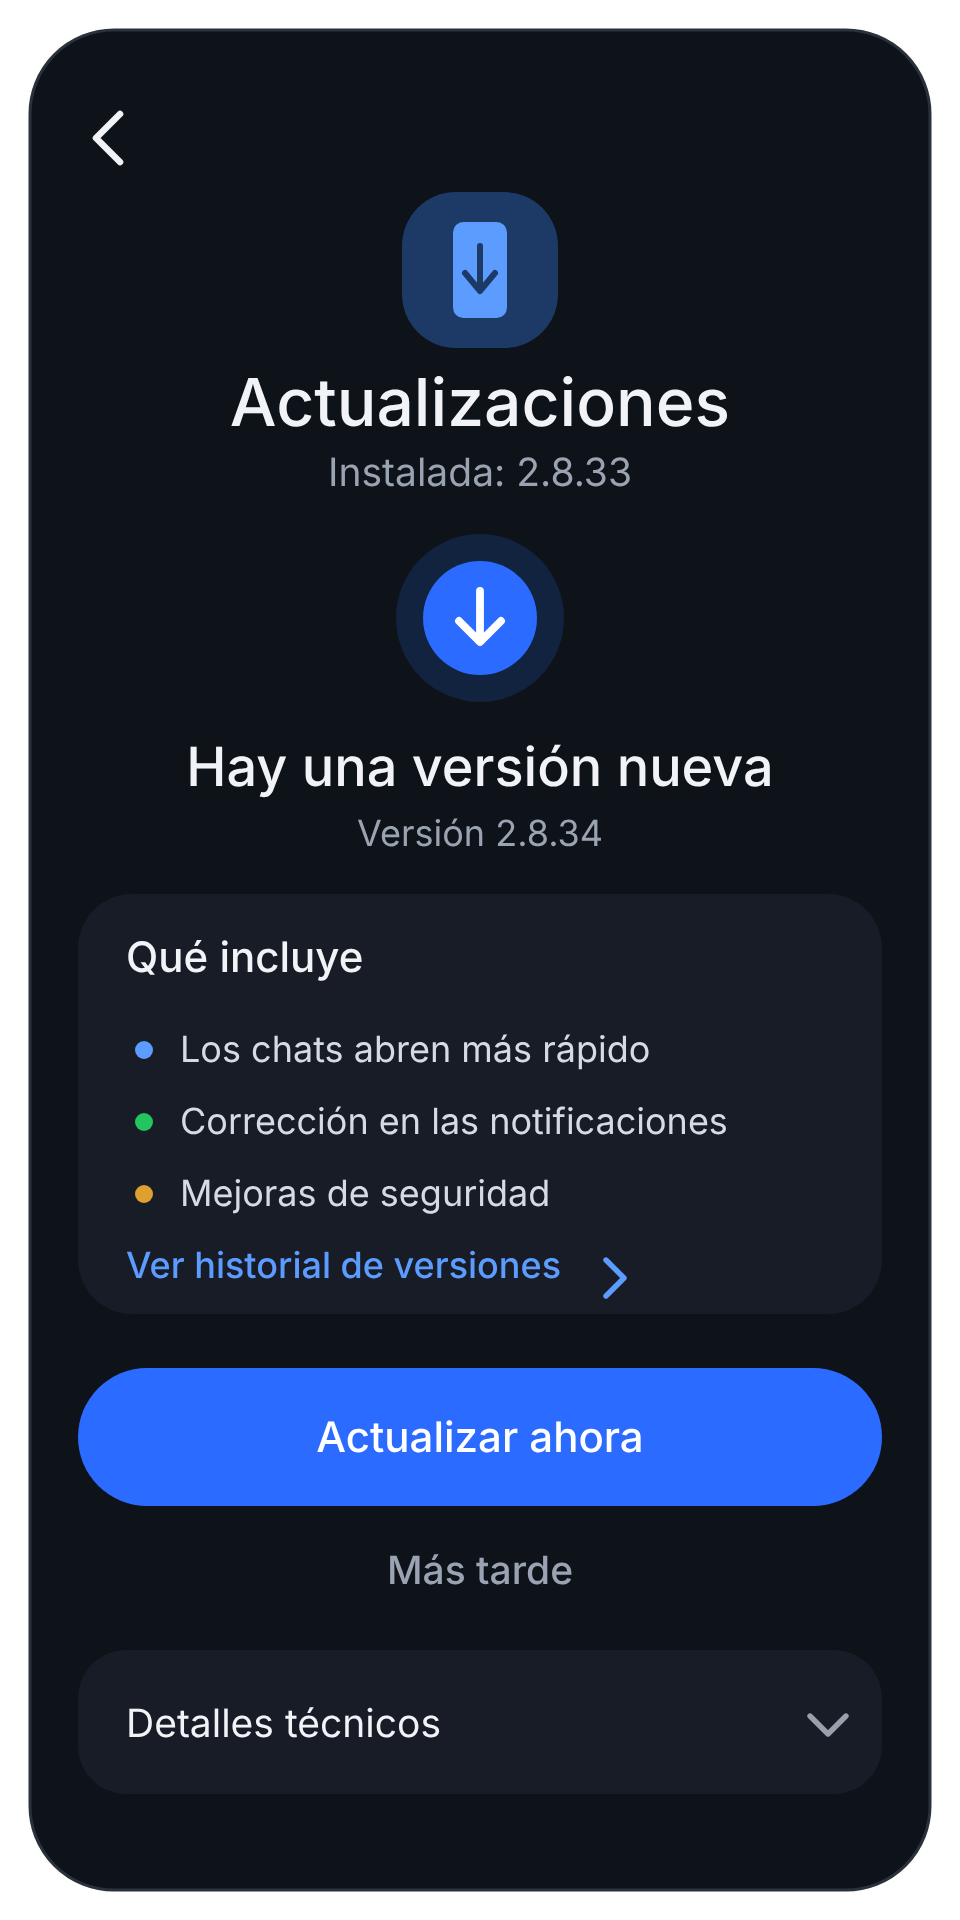 Actualizaciones
Instalada: 2.8.33
Hay una versión nueva
Versión 2.8.34
Qué incluye
Los chats abren más rápido
Corrección en las notificaciones
Mejoras de seguridad
Ver historial de versiones
Actualizar ahora
Más tarde
Detalles técnicos